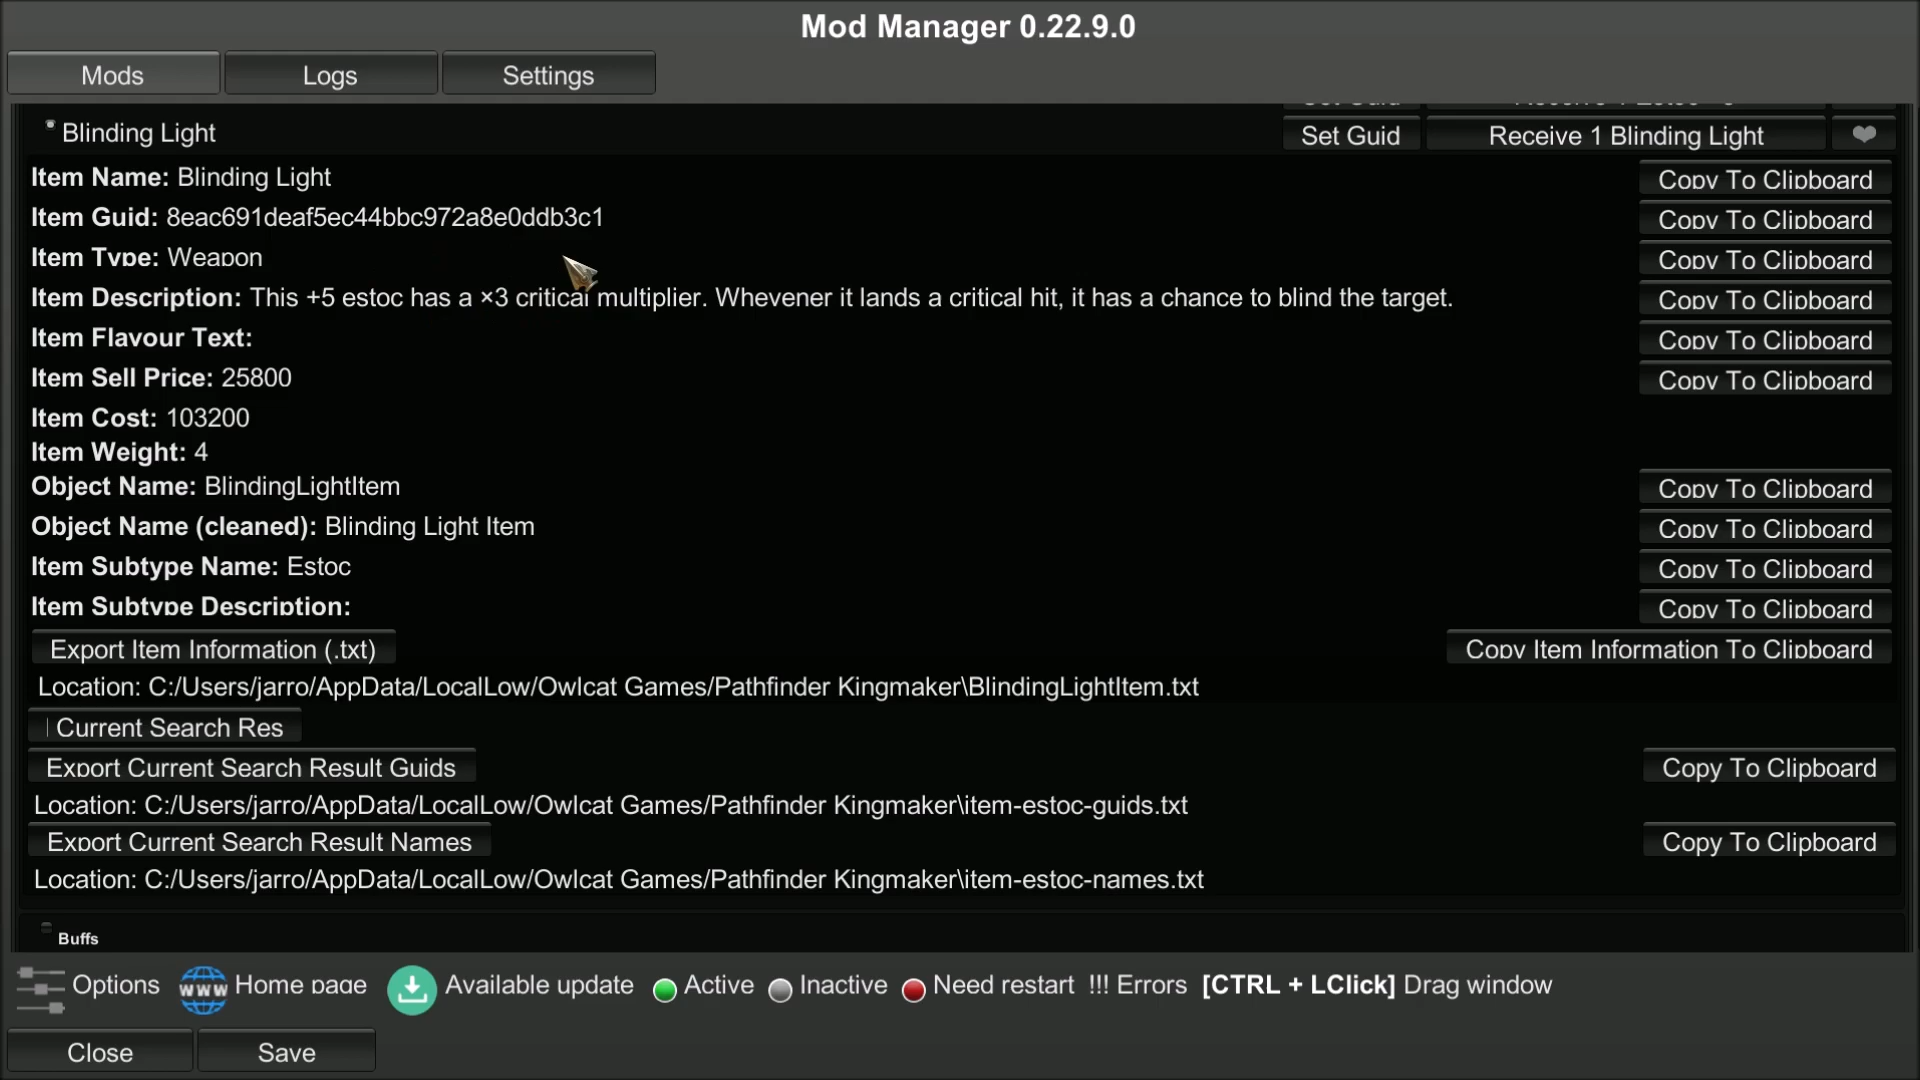 Mod Manager 0.22.9.0
Mods Logs Settings
Blinding Light Set Guid Receive 1 Blinding Light
Item Name: Blinding Light Copy To Clipboard
Item Guid: 8eac691deaf5ec44bbc972a8e0ddb3c1 Copy To Clipboard
Item Type: Weapon Copy To Clipboard
Item Description: This +5 estoc has a ×3 critical multiplier. Whevener it lands a critical hit, it has a chance to blind the target. Copy To Clipboard
Item Flavour Text: Copy To Clipboard
Item Sell Price: 25800 Copy To Clipboard
Item Cost: 103200
Item Weight: 4
Object Name: BlindingLightItem Copy To Clipboard
Object Name (cleaned): Blinding Light Item Copy To Clipboard
Item Subtype Name: Estoc Copy To Clipboard
Item Subtype Description: Copy To Clipboard
Export Item Information (.txt) Copy Item Information To Clipboard
Location: C:/Users/jarro/AppData/LocalLow/Owlcat Games/Pathfinder Kingmaker\BlindingLightItem.txt
Current Search Res
Export Current Search Result Guids Copy To Clipboard
Location: C:/Users/jarro/AppData/LocalLow/Owlcat Games/Pathfinder Kingmaker\item-estoc-guids.txt
Export Current Search Result Names Copy To Clipboard
Location: C:/Users/jarro/AppData/LocalLow/Owlcat Games/Pathfinder Kingmaker\item-estoc-names.txt
Buffs
Options www Home page Available update Active Inactive Need restart !!! Errors [CTRL + LClick] Drag window
Close Save